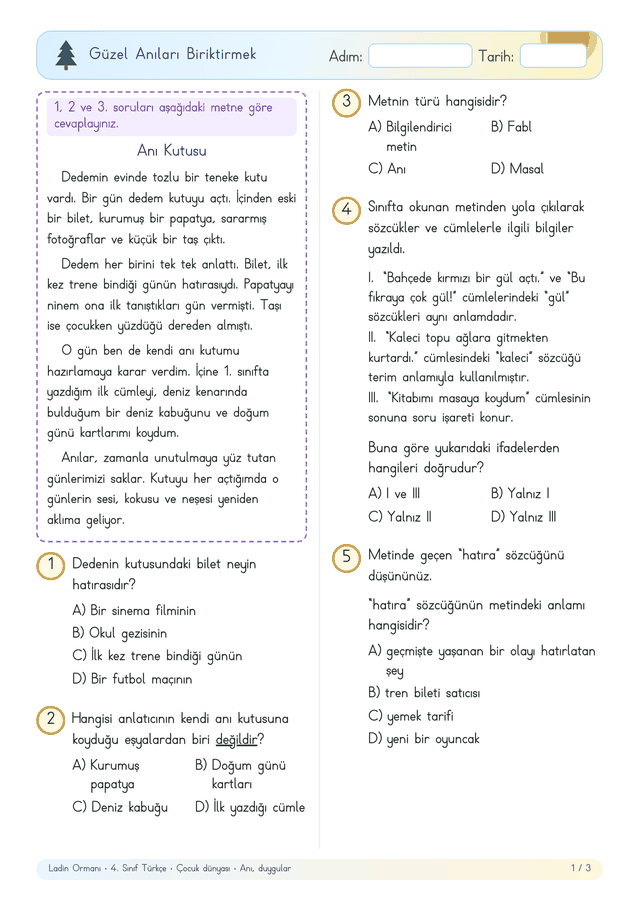 Güzel Anıları Biriktirmek
Adım:
Tarih:
1, 2 ve 3. soruları aşağıdaki metne göre
cevaplayınız.
Anı Kutusu
Dedemin evinde tozlu bir teneke kutu
vardı. Bir gün dedem kutuyu açtı. İçinden eski
bir bilet, kurumuş bir papatya, sararmış
fotoğraflar ve küçük bir taş çıktı.
Dedem her birini tek tek anlattı. Bilet, ilk
kez trene bindiği günün hatırasıydı. Papatyayı
ninem ona ilk tanıştıkları gün vermişti. Taşı
ise çocukken yüzdüğü dereden almıştı.
O gün ben de kendi anı kutumu
hazırlamaya karar verdim. İçine 1. sınıfta
yazdığım ilk cümleyi, deniz kenarında
bulduğum bir deniz kabuğunu ve doğum
günü kartlarımı koydum.
Anılar, zamanla unutulmaya yüz tutan
günlerimizi saklar. Kutuyu her açtığımda o
günlerin sesi, kokusu ve neşesi yeniden
aklıma geliyor.
1 Dedenin kutusundaki bilet neyin
hatırasıdır?
A) Bir sinema filminin
B) Okul gezisinin
C) İlk kez trene bindiği günün
D) Bir futbol maçının
2 Hangisi anlatıcının kendi anı kutusuna
koyduğu eşyalardan biri değildir?
A) Kurumuş
papatya
B) Doğum günü
kartları
C) Deniz kabuğu
D) İlk yazdığı cümle
3 Metnin türü hangisidir?
A) Bilgilendirici
metin
B) Fabl
C) Anı
D) Masal
4 Sınıfta okunan metinden yola çıkılarak
sözcükler ve cümlelerle ilgili bilgiler
yazıldı.
I. "Bahçede kırmızı bir gül açtı." ve "Bu
fıkraya çok gül!" cümlelerindeki "gül"
sözcükleri aynı anlamdadır.
II. "Kaleci topu ağlara gitmekten
kurtardı." cümlesindeki "kaleci" sözcüğü
terim anlamıyla kullanılmıştır.
III. "Kitabımı masaya koydum" cümlesinin
sonuna soru işareti konur.
Buna göre yukarıdaki ifadelerden
hangileri doğrudur?
A) I ve III
B) Yalnız I
C) Yalnız II
D) Yalnız III
5 Metinde geçen "hatıra" sözcüğünü
düşününüz.
"hatıra" sözcüğünün metindeki anlamı
hangisidir?
A) geçmişte yaşanan bir olayı hatırlatan
şey
B) tren bileti satıcısı
C) yemek tarifi
D) yeni bir oyuncak
Ladin Ormanı • 4. Sınıf Türkçe • Çocuk dünyası • Anı, duygular
1 / 3